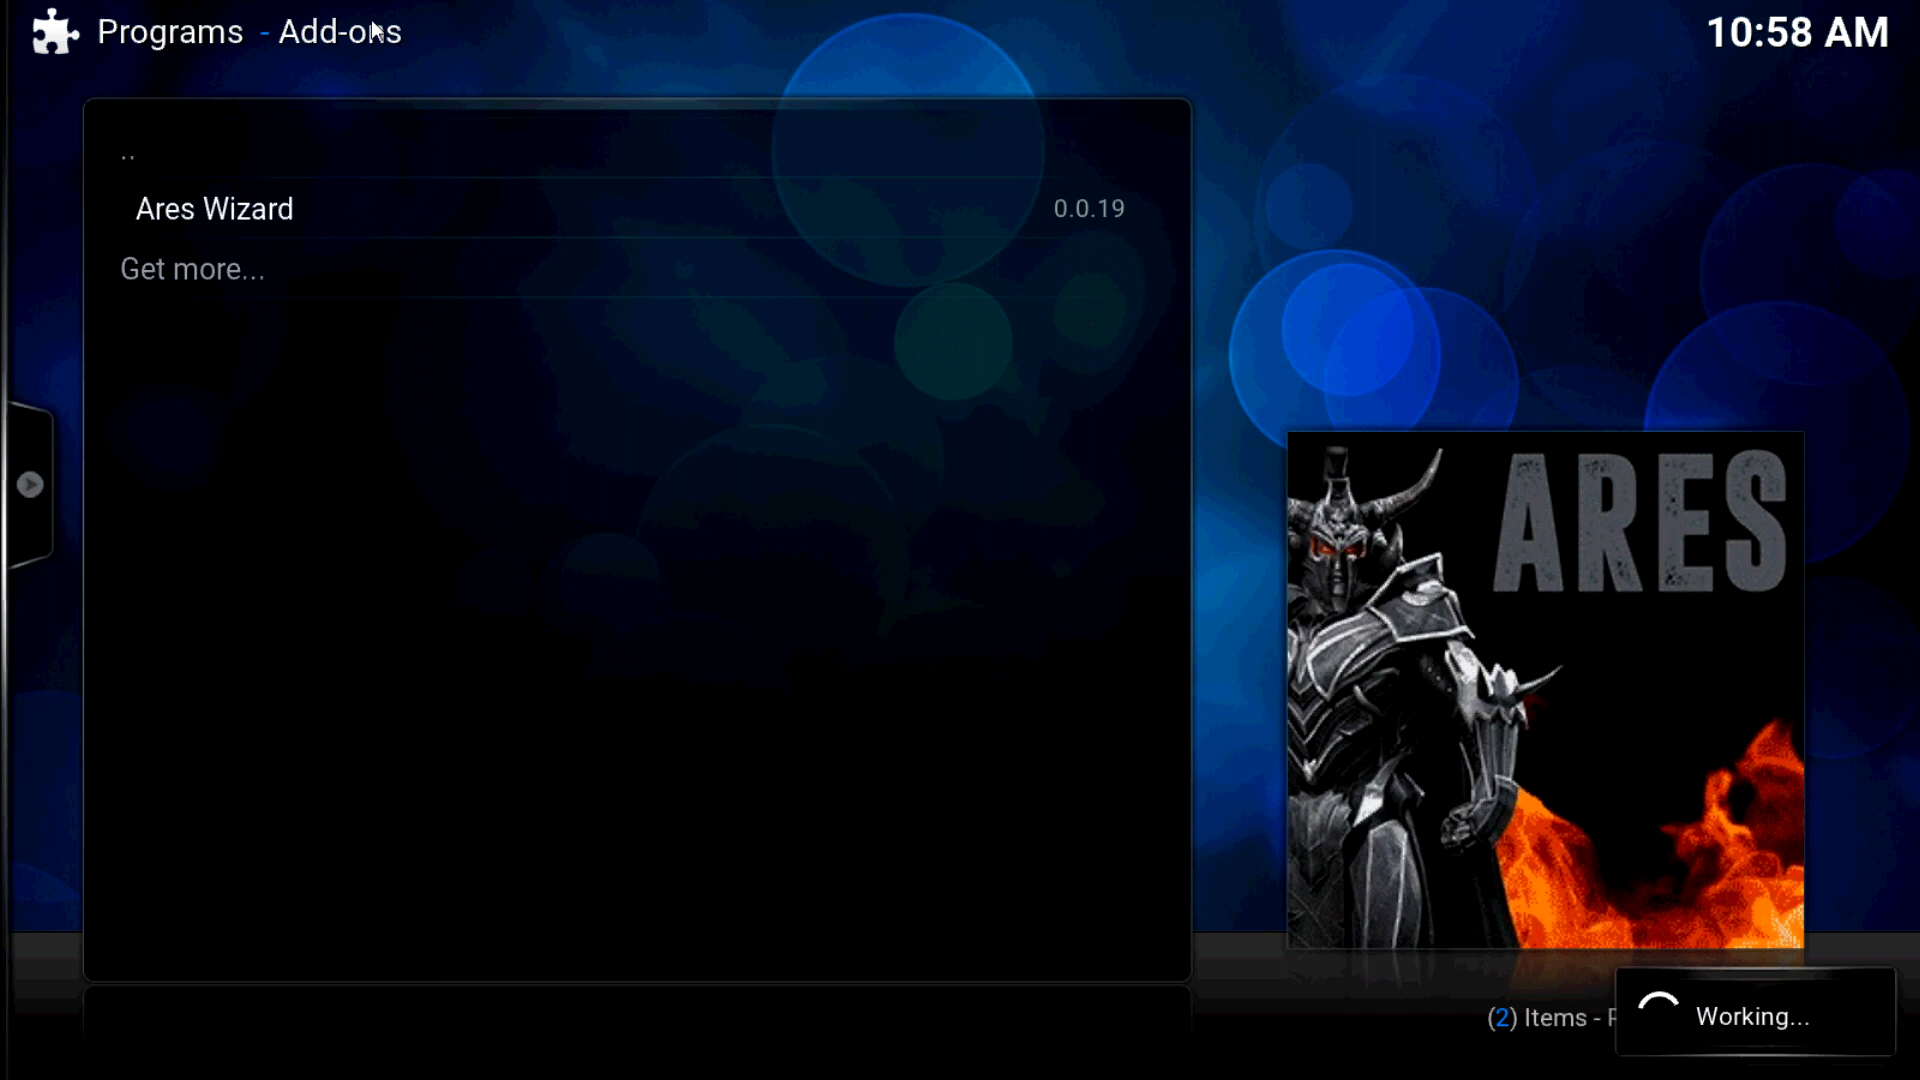 Programs - Add-ons
10:58 AM
..
Ares Wizard 0.0.19
Get more...
ARES
(2) Items -
Working...